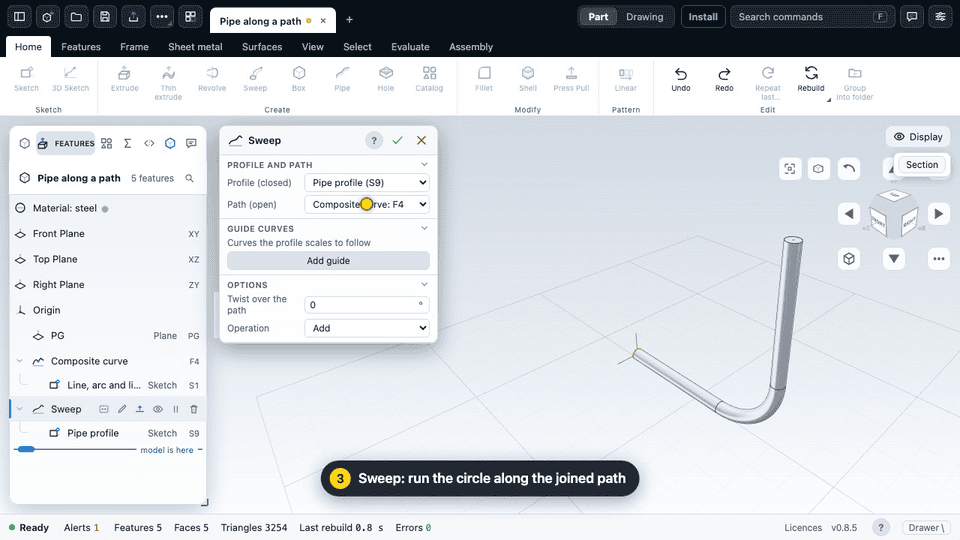 Pipe along a path
Part
Drawing
Install
Search commands
F
Home
Features
Frame
Sheet metal
Surfaces
View
Select
Evaluate
Assembly
Sketch
3D Sketch
Extrude
Thin extrude
Revolve
Sweep
Box
Pipe
Hole
Catalog
Fillet
Shell
Press Pull
Linear
Undo
Redo
Repeat last...
Rebuild
Group into folder
Sketch
Create
Modify
Pattern
Edit
FEATURES
Pipe along a path
5 features
Material: steel
Front Plane XY
Top Plane XZ
Right Plane ZY
Origin
PG Plane PG
Composite curve F4
Line, arc and li... Sketch S1
Sweep
Pipe profile Sketch S9
model is here
Sweep
?
PROFILE AND PATH
Profile (closed) Pipe profile (S9)
Path (open)
GUIDE CURVES
Curves the profile scales to follow
Add guide
OPTIONS
Twist over the path 0 °
Operation Add
Display
Section
FRONT
RIGHT
3 Sweep: run the circle along the joined path
Ready
Alerts 1
Features 5
Faces 5
Triangles 3254
Last rebuild 0.8 s
Errors 0
Licences
v0.8.5
?
Drawer \